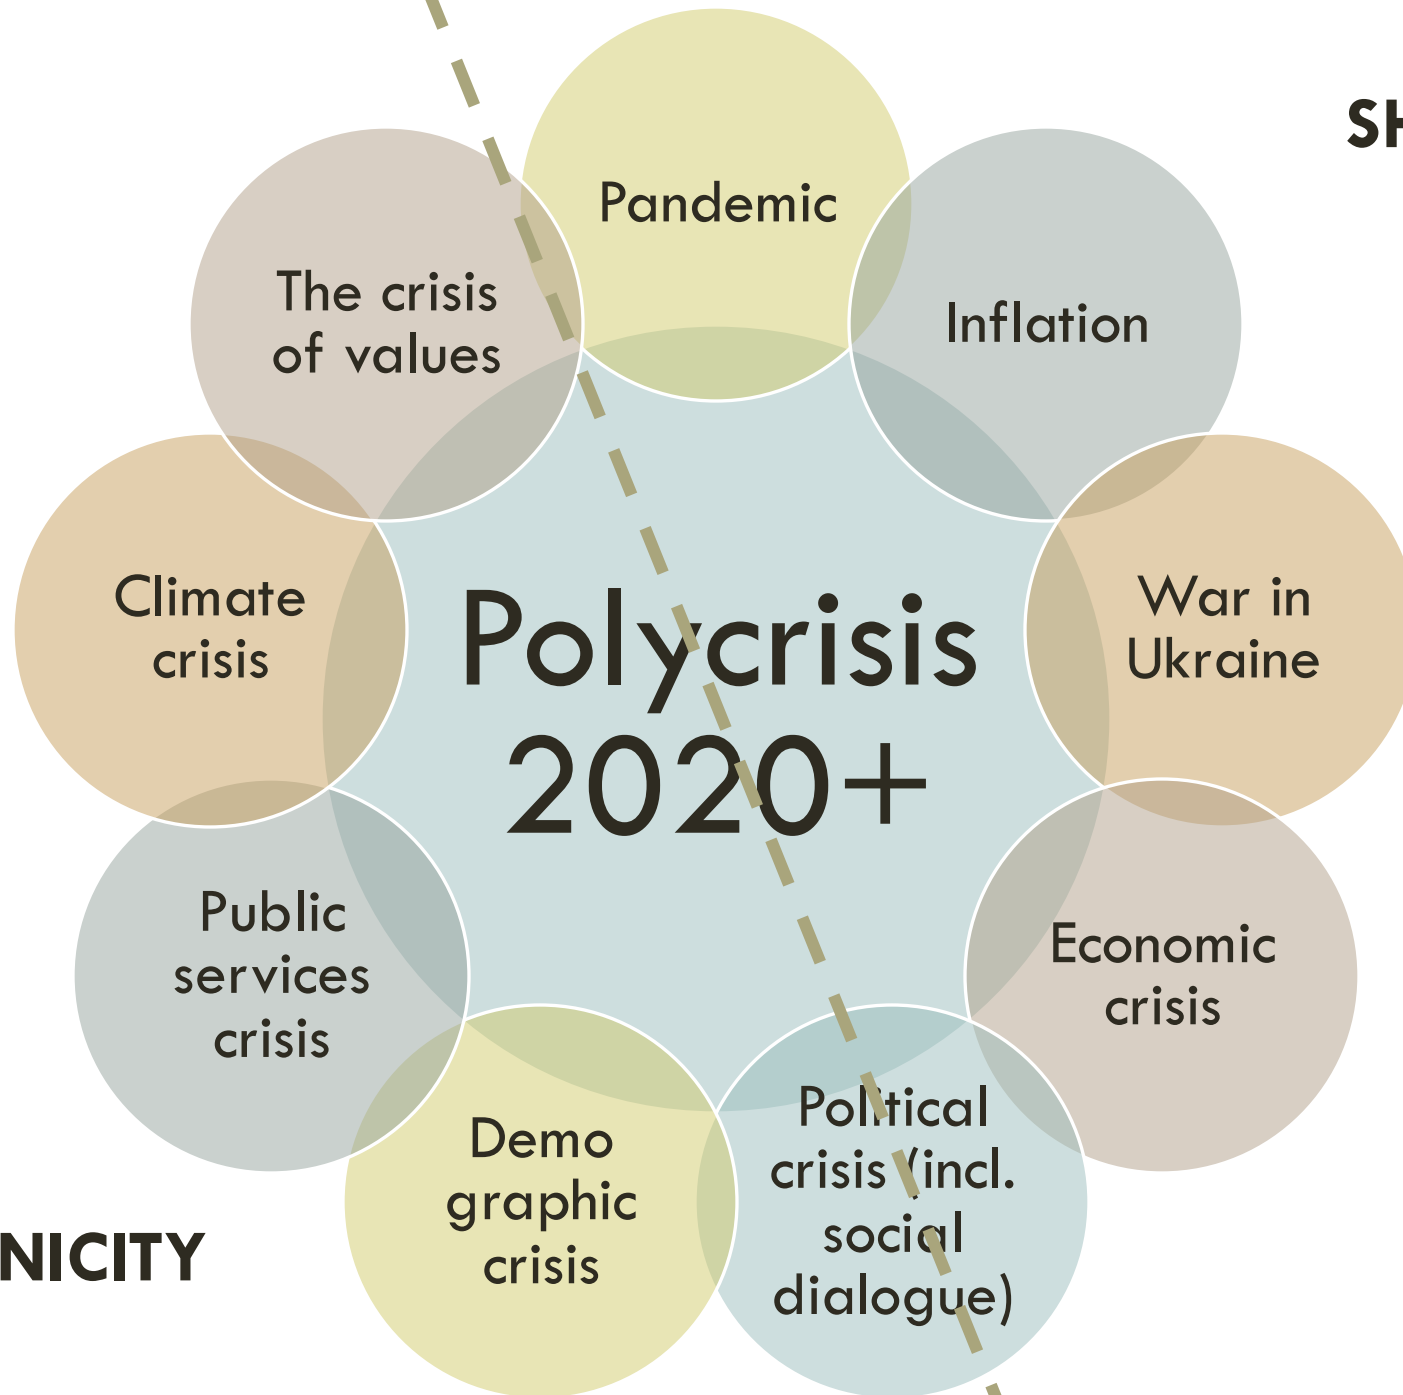 SH
Pandemic
The crisis
of values
Inflation
Climate
crisis
Polycrisis
2020+
War in
Ukraine
Public
services
crisis
Economic
crisis
Demo
graphic
crisis
Political
crisis (incl.
social
dialogue)
NICITY